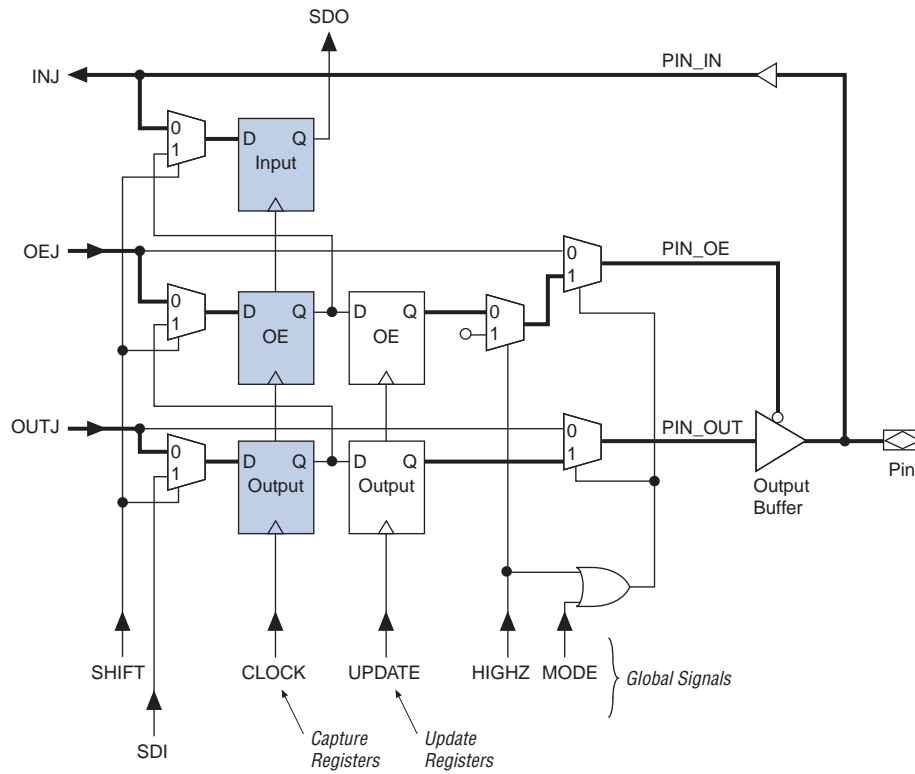 SDO
INJ
PIN_IN
0
1
D Q
Input
OEJ
0
1
PIN_OE
0
1
D Q
OE
D Q
OE
0
1
OUTJ
0
1
PIN_OUT
0
1
D Q
Output
D Q
Output
Pin
Output
Buffer
SHIFT
CLOCK
UPDATE
HIGHZ
MODE
Global Signals
SDI
Capture
Registers
Update
Registers